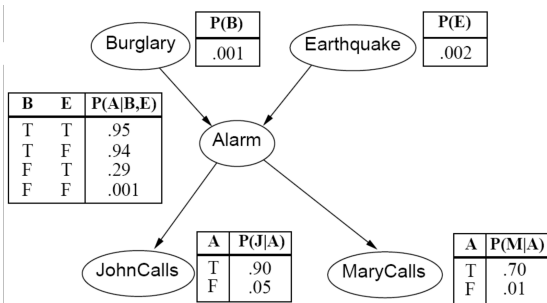 P(B)
Burglary
.001
P(E)
Earthquake
.002
B E P(A|B,E)
T T .95
T F .94
F T .29
F F .001
Alarm
JohnCalls
A P(J|A)
T .90
F .05
MaryCalls
A P(M|A)
T .70
F .01